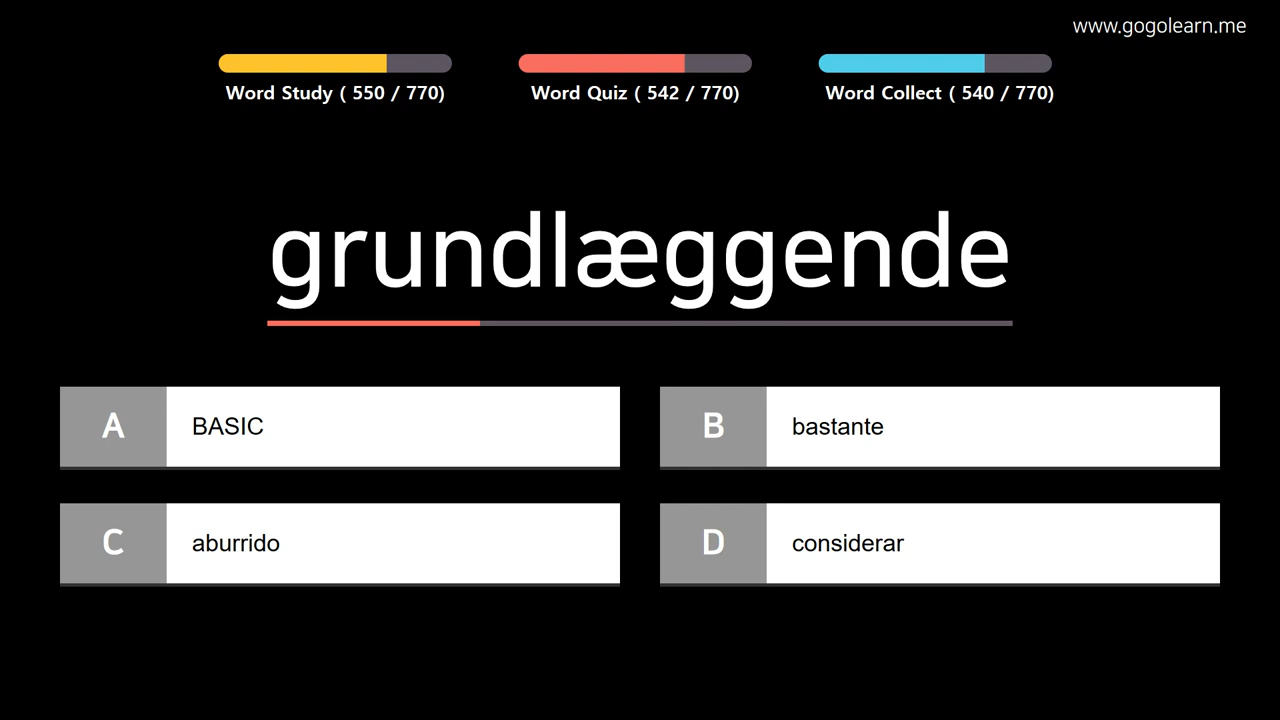 www.gogolearn.me
Word Study ( 550 / 770)
Word Quiz ( 542 / 770)
Word Collect ( 540 / 770)
grundlæggende
A BASIC
B bastante
C aburrido
D considerar